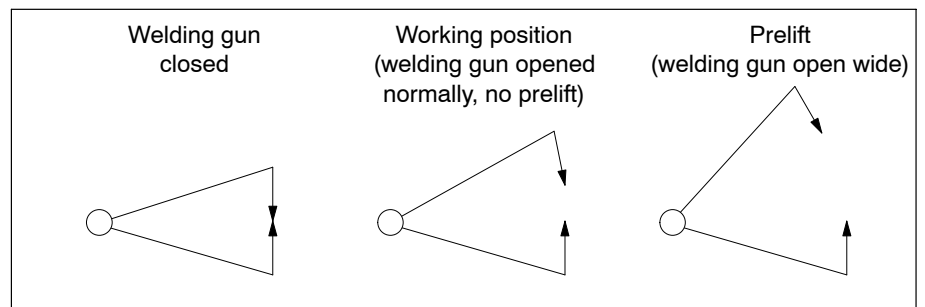 Welding gun
closed
Working position
(welding gun opened
normally, no prelift)
Prelift
(welding gun open wide)